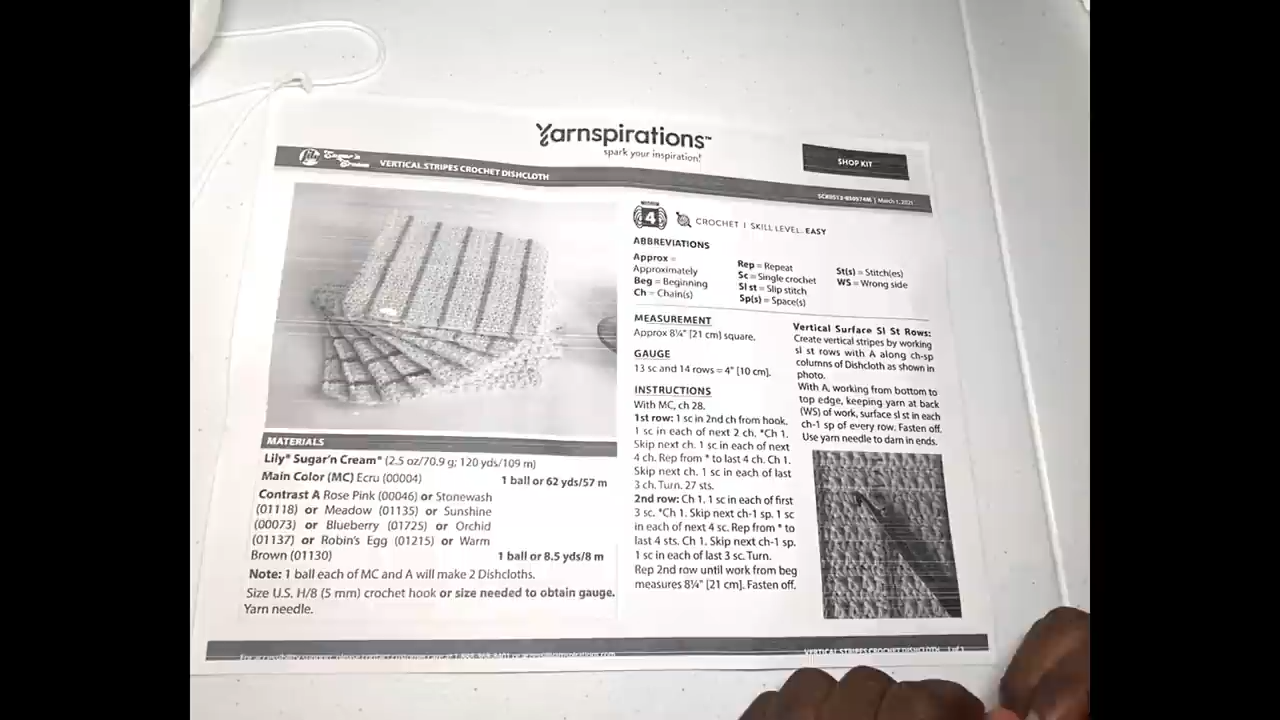 Yarnspirations™
spark your inspiration!
SHOP KIT
Lily Sugar'n Cream
VERTICAL STRIPES CROCHET DISHCLOTH
March 1, 2021
4
CROCHET | SKILL LEVEL: EASY
ABBREVIATIONS
Approx =
Approximately
Beg = Beginning
Ch = Chain(s)
Rep = Repeat
Sc = Single crochet
Sl st = Slip stitch
Sp(s) = Space(s)
St(s) = Stitch(es)
WS = Wrong side
MEASUREMENT
Approx 8¼" [21 cm] square.
GAUGE
13 sc and 14 rows = 4" [10 cm].
INSTRUCTIONS
With MC, ch 28.
1st row: 1 sc in 2nd ch from hook.
1 sc in each of next 2 ch. *Ch 1.
Skip next ch. 1 sc in each of next
4 ch. Rep from * to last 4 ch. Ch 1.
Skip next ch. 1 sc in each of last
3 ch. Turn. 27 sts.
2nd row: Ch 1. 1 sc in each of first
3 sc. *Ch 1. Skip next ch-1 sp. 1 sc
in each of next 4 sc. Rep from * to
last 4 sts. Ch 1. Skip next ch-1 sp.
1 sc in each of last 3 sc. Turn.
Rep 2nd row until work from beg
measures 8¼" [21 cm]. Fasten off.
Vertical Surface Sl St Rows:
Create vertical stripes by working
sl st rows with A along ch-sp
columns of Dishcloth as shown in
photo.
With A, working from bottom to
top edge, keeping yarn at back
(WS) of work, surface sl st in each
ch-1 sp of every row. Fasten off.
Use yarn needle to darn in ends.
MATERIALS
Lily® Sugar'n Cream® (2.5 oz/70.9 g; 120 yds/109 m)
Main Color (MC) Ecru (00004) 1 ball or 62 yds/57 m
Contrast A Rose Pink (00046) or Stonewash
(01118) or Meadow (01135) or Sunshine
(00073) or Blueberry (01725) or Orchid
(01137) or Robin's Egg (01215) or Warm
Brown (01130) 1 ball or 8.5 yds/8 m
Note: 1 ball each of MC and A will make 2 Dishcloths.
Size U.S. H/8 (5 mm) crochet hook or size needed to obtain gauge.
Yarn needle.
VERTICAL STRIPES CROCHET DISHCLOTH